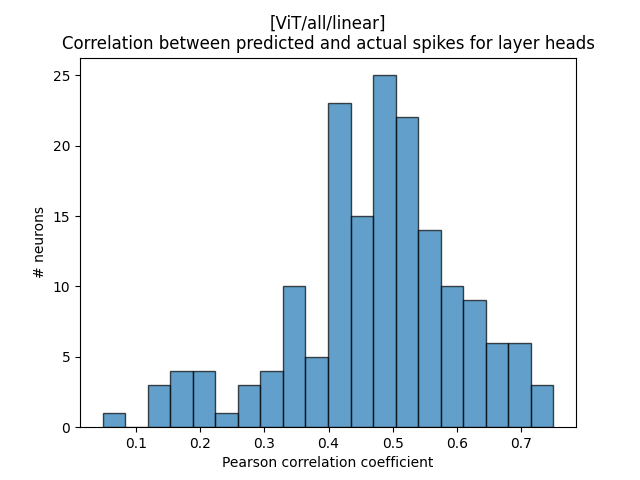 [ViT/all/linear]
Correlation between predicted and actual spikes for layer heads
25
20
15
10
5
0
# neurons
0.1 0.2 0.3 0.4 0.5 0.6 0.7
Pearson correlation coefficient